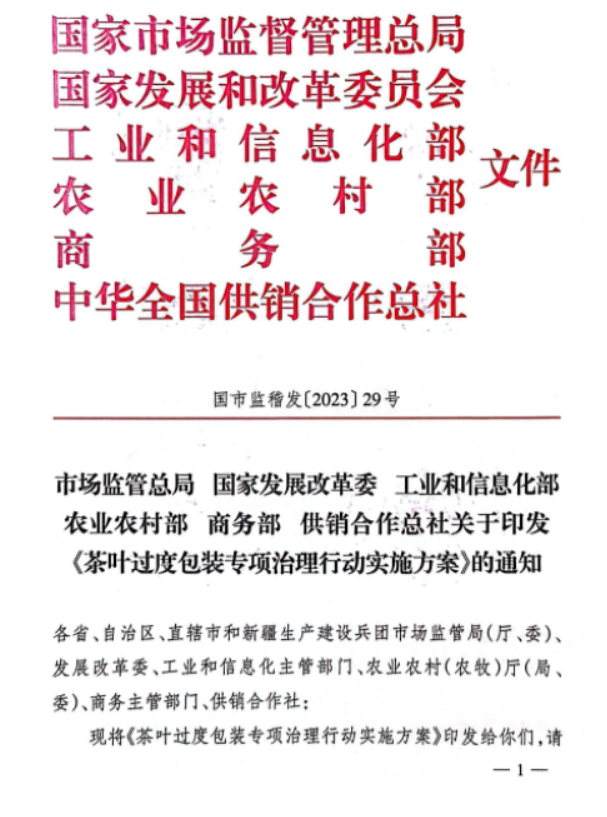 国家市场监督管理总局
国家发展和改革委员会
工业和信息化部
农业农村部
商务部
中华全国供销合作总社
文件
国市监稽发〔2023〕29号
市场监管总局 国家发展改革委 工业和信息化部
农业农村部 商务部 供销合作总社关于印发
《茶叶过度包装专项治理行动实施方案》的通知
各省、自治区、直辖市和新疆生产建设兵团市场监管局(厅、委)、
发展改革委、工业和信息化主管部门、农业农村(农牧)厅(局、
委)、商务主管部门、供销合作社:
现将《茶叶过度包装专项治理行动实施方案》印发给你们,请
— 1 —